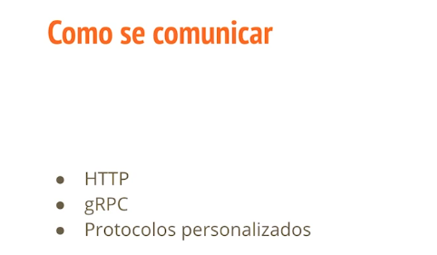 Como se comunicar
● HTTP
● gRPC
● Protocolos personalizados